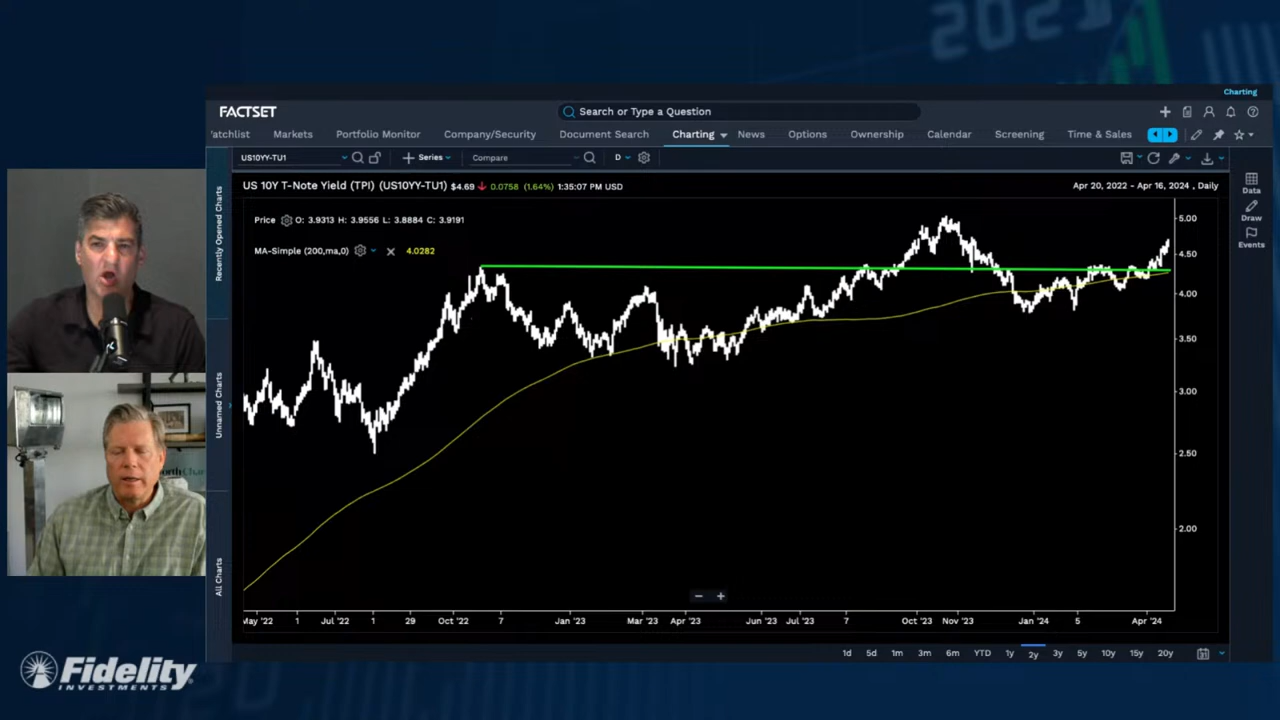 2021
Charting
FACTSET
Search or Type a Question
'atchlist Markets Portfolio Monitor Company/Security Document Search Charting News Options Ownership Calendar Screening Time & Sales
US10YY-TU1 Series Compare D
US 10Y T-Note Yield (TPI) (US10YY-TU1) $4.69 0.0758 (1.64%) 1:35:07 PM USD
Apr 20, 2022 - Apr 16, 2024 , Daily
Data
Draw
Events
Recently Opened Charts
Unnamed Charts
All Charts
Price O: 3.9313 H: 3.9556 L: 3.8884 C: 3.9191
MA-Simple (200,ma,0) 4.0282
5.00
4.50
4.00
3.50
3.00
2.50
2.00
May '22 1 Jul '22 1 29 Oct '22 7 Jan '23 Mar '23 Apr '23 Jun '23 Jul '23 7 Oct '23 Nov '23 Jan '24 5 Apr '24
1d 5d 1m 3m 6m YTD 1y 2y 3y 5y 10y 15y 20y
Fidelity
INVESTMENTS